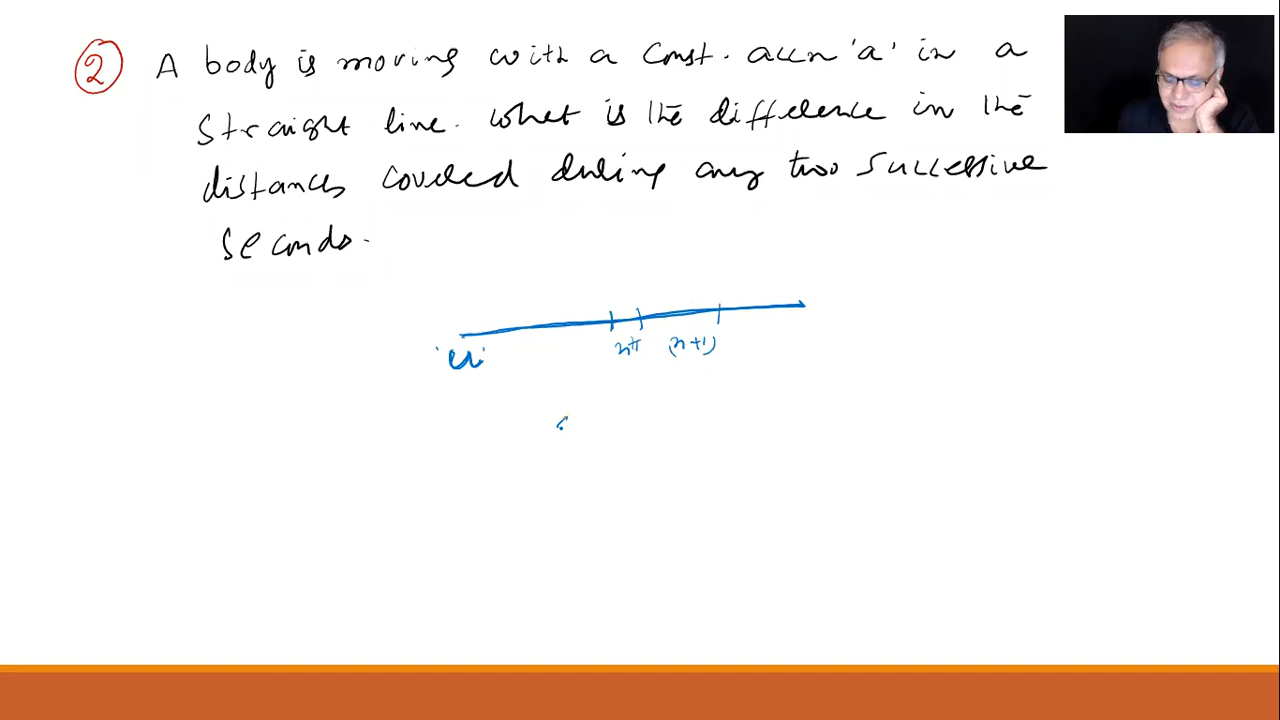 2 A body is moving with a const. accn 'a' in a
straight line. What is the difference in the
distances covered during any two successive
seconds.
'u'
nth (n+1)